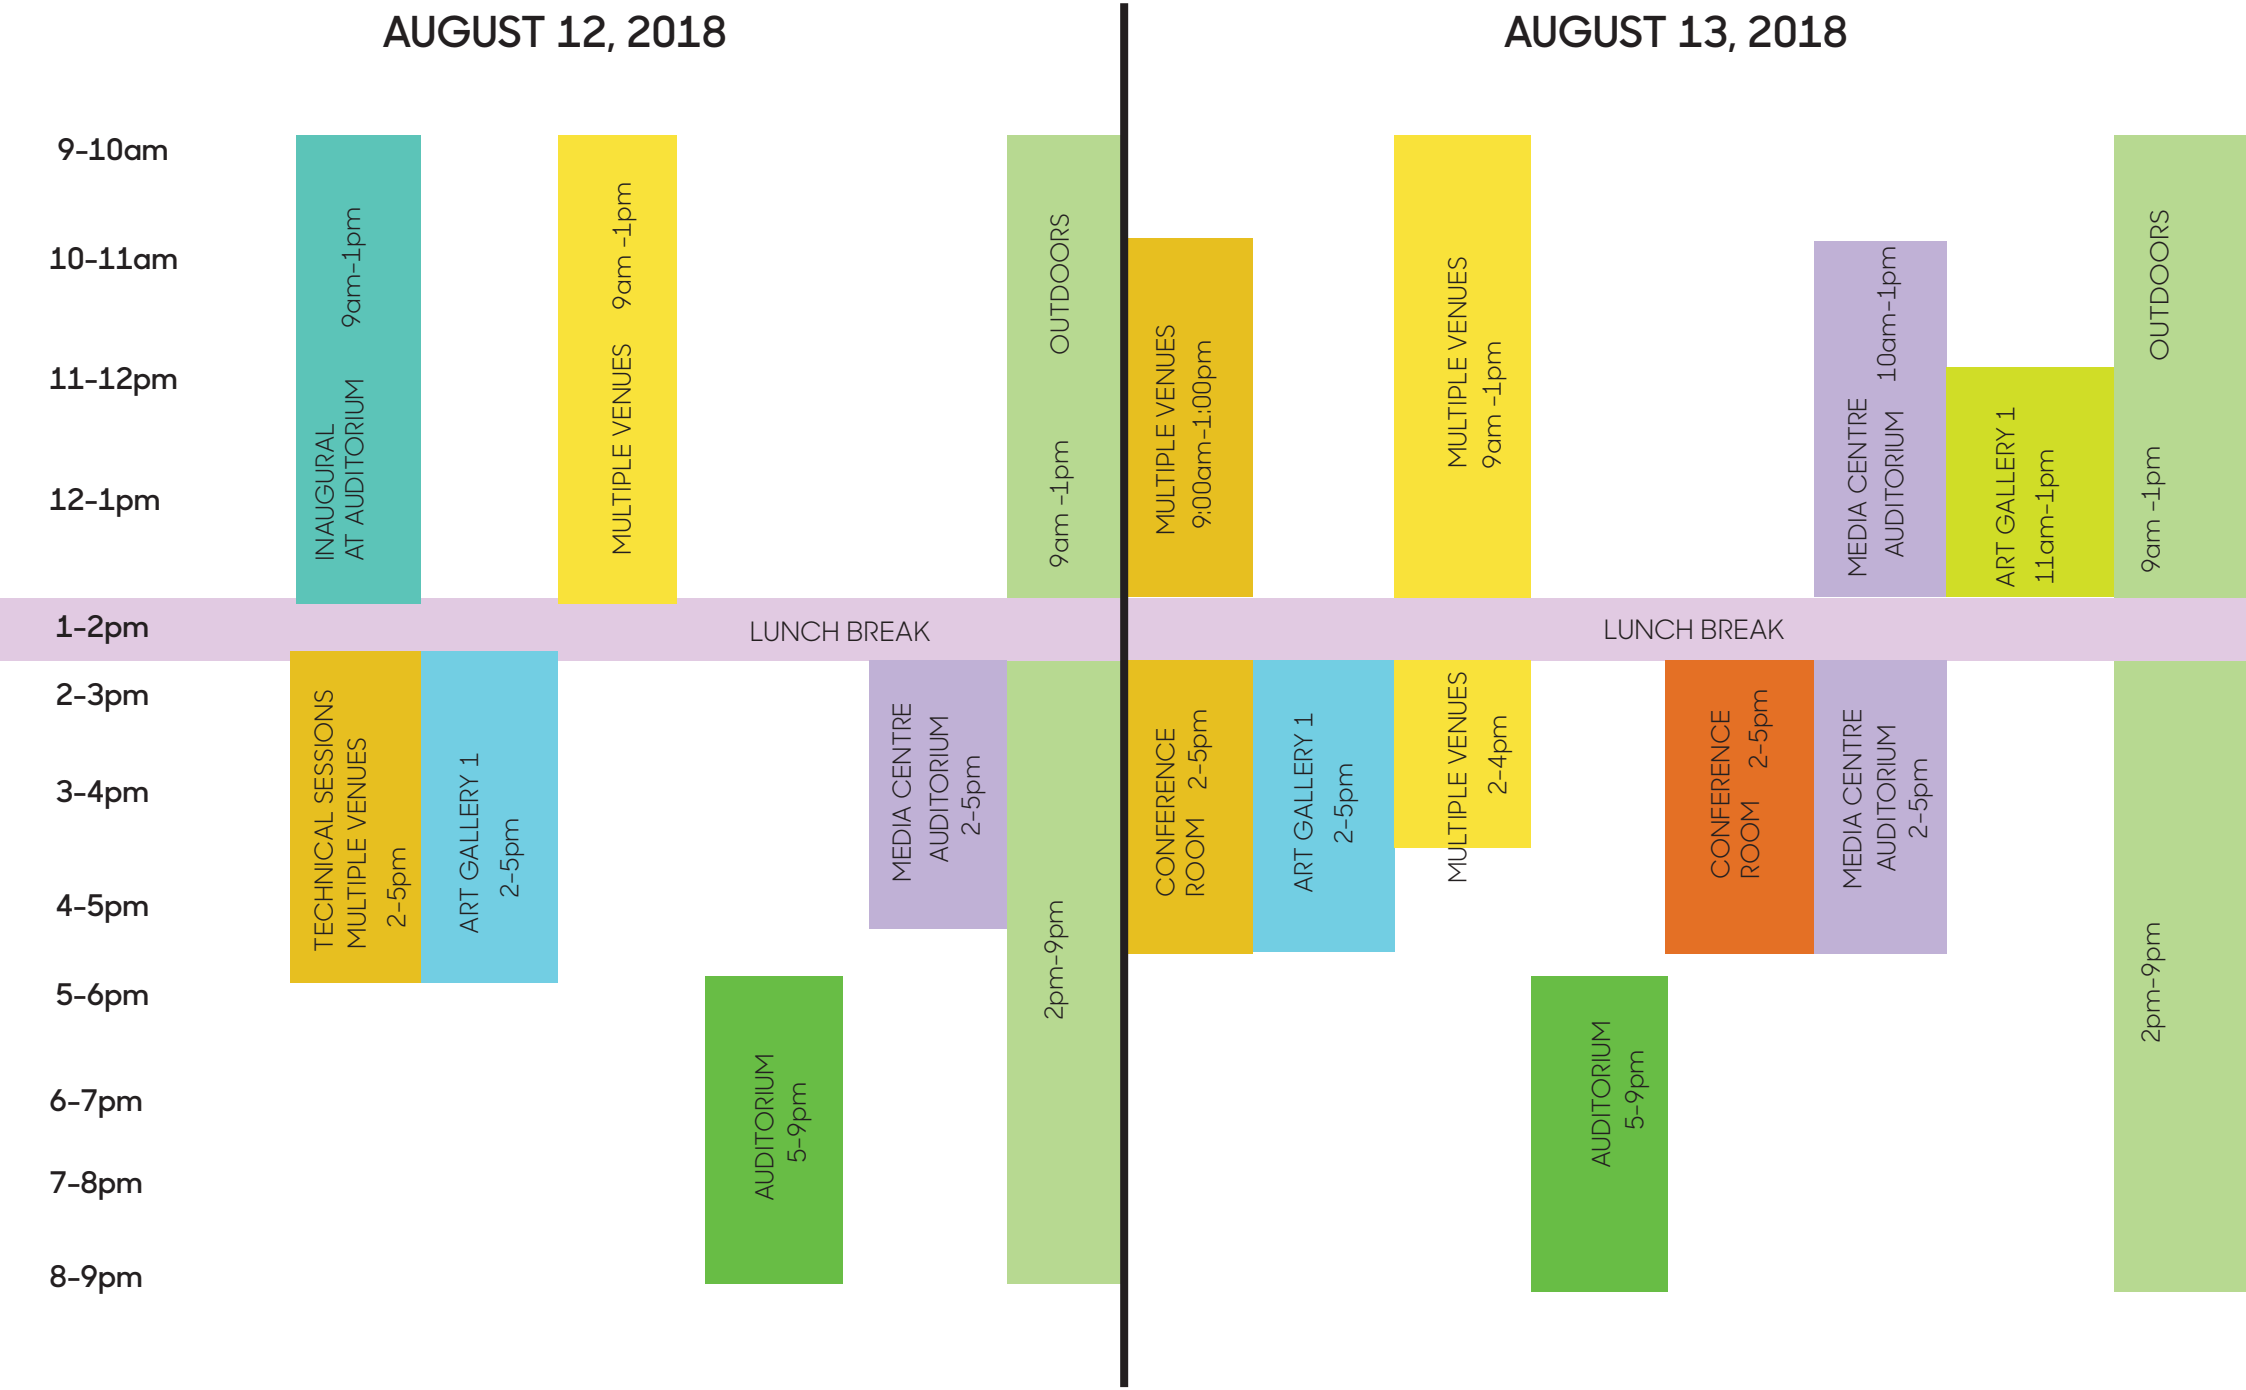 AUGUST 12, 2018
AUGUST 13, 2018
9-10am
10-11am
11-12pm
12-1pm
1-2pm
2-3pm
3-4pm
4-5pm
5-6pm
6-7pm
7-8pm
8-9pm
INAUGURAL
AT AUDITORIUM 9am-1pm
MULTIPLE VENUES 9am -1pm
9am -1pm OUTDOORS
LUNCH BREAK
TECHNICAL SESSIONS
MULTIPLE VENUES
2-5pm
ART GALLERY 1
2-5pm
AUDITORIUM
5-9pm
MEDIA CENTRE
AUDITORIUM
2-5pm
2pm-9pm
MULTIPLE VENUES
9:00am-1:00pm
MULTIPLE VENUES
9am -1pm
MEDIA CENTRE
AUDITORIUM 10am-1pm
ART GALLERY 1
11am-1pm
9am -1pm OUTDOORS
LUNCH BREAK
CONFERENCE
ROOM 2-5pm
ART GALLERY 1
2-5pm
MULTIPLE VENUES
2-4pm
AUDITORIUM
5-9pm
CONFERENCE
ROOM 2-5pm
MEDIA CENTRE
AUDITORIUM
2-5pm
2pm-9pm